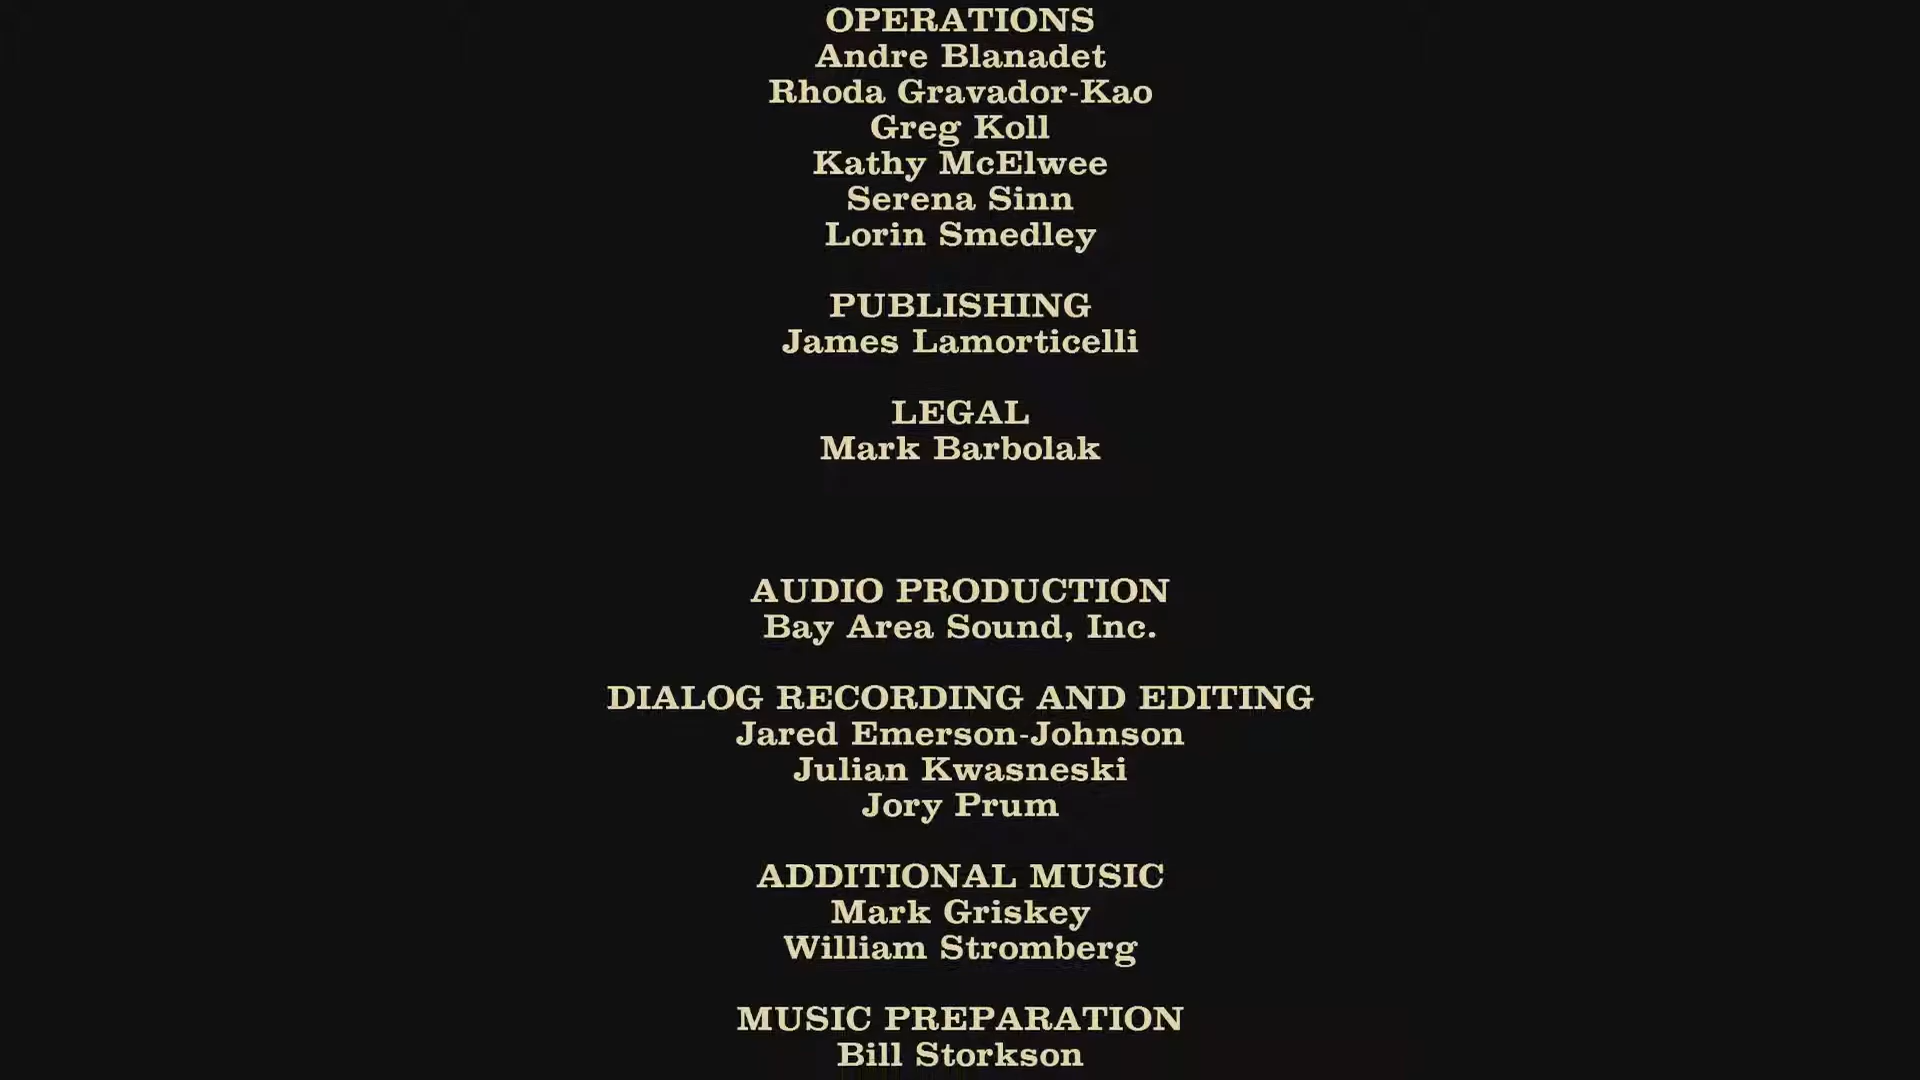 OPERATIONS
Andre Blanadet
Rhoda Gravador-Kao
Greg Koll
Kathy McElwee
Serena Sinn
Lorin Smedley
PUBLISHING
James Lamorticelli
LEGAL
Mark Barbolak
AUDIO PRODUCTION
Bay Area Sound, Inc.
DIALOG RECORDING AND EDITING
Jared Emerson-Johnson
Julian Kwasneski
Jory Prum
ADDITIONAL MUSIC
Mark Griskey
William Stromberg
MUSIC PREPARATION
Bill Storkson